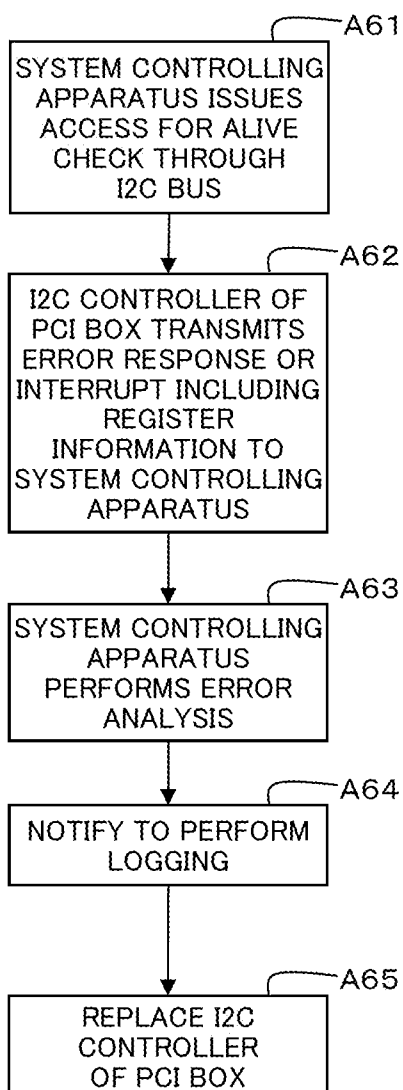 A61
SYSTEM CONTROLLING
APPARATUS ISSUES
ACCESS FOR ALIVE
CHECK THROUGH
I2C BUS
A62
I2C CONTROLLER OF
PCI BOX TRANSMITS
ERROR RESPONSE OR
INTERRUPT INCLUDING
REGISTER
INFORMATION TO
SYSTEM CONTROLLING
APPARATUS
A63
SYSTEM CONTROLLING
APPARATUS
PERFORMS ERROR
ANALYSIS
A64
NOTIFY TO PERFORM
LOGGING
A65
REPLACE I2C
CONTROLLER
OF PCI BOX